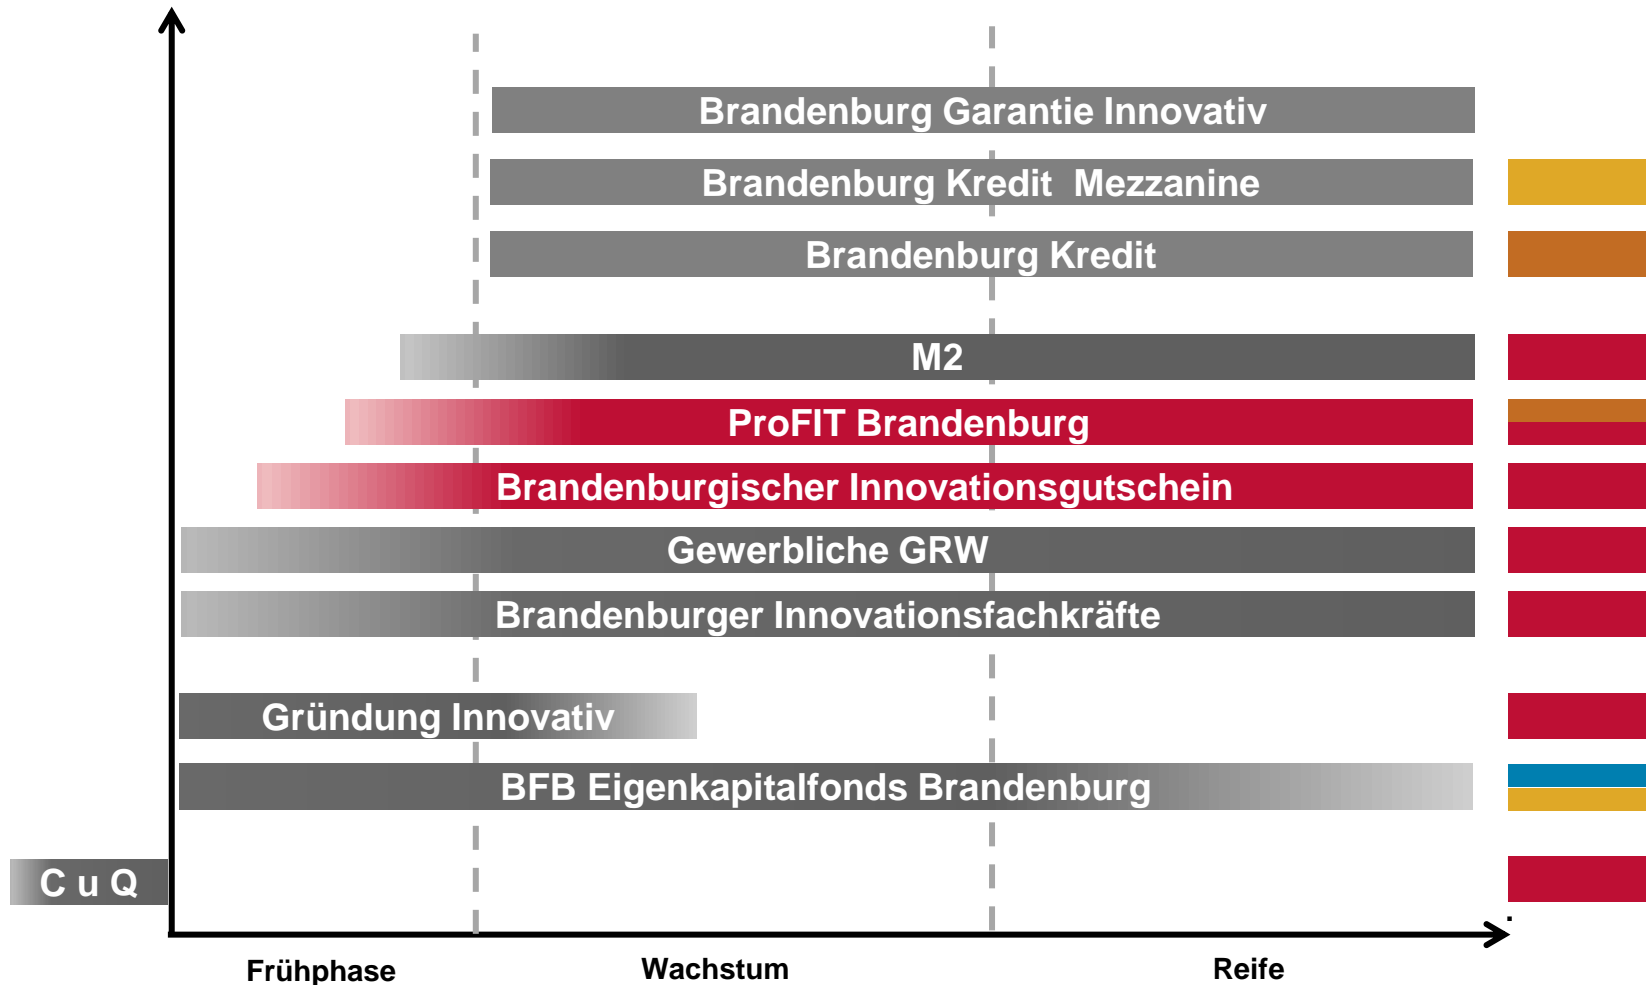 Brandenburg Garantie Innovativ
Brandenburg Kredit  Mezzanine
Brandenburg Kredit
M2
ProFIT Brandenburg
Brandenburgischer Innovationsgutschein
Gewerbliche GRW
Brandenburger Innovationsfachkräfte
Gründung Innovativ
BFB Eigenkapitalfonds Brandenburg
C u Q
.
Frühphase
Wachstum
Reife